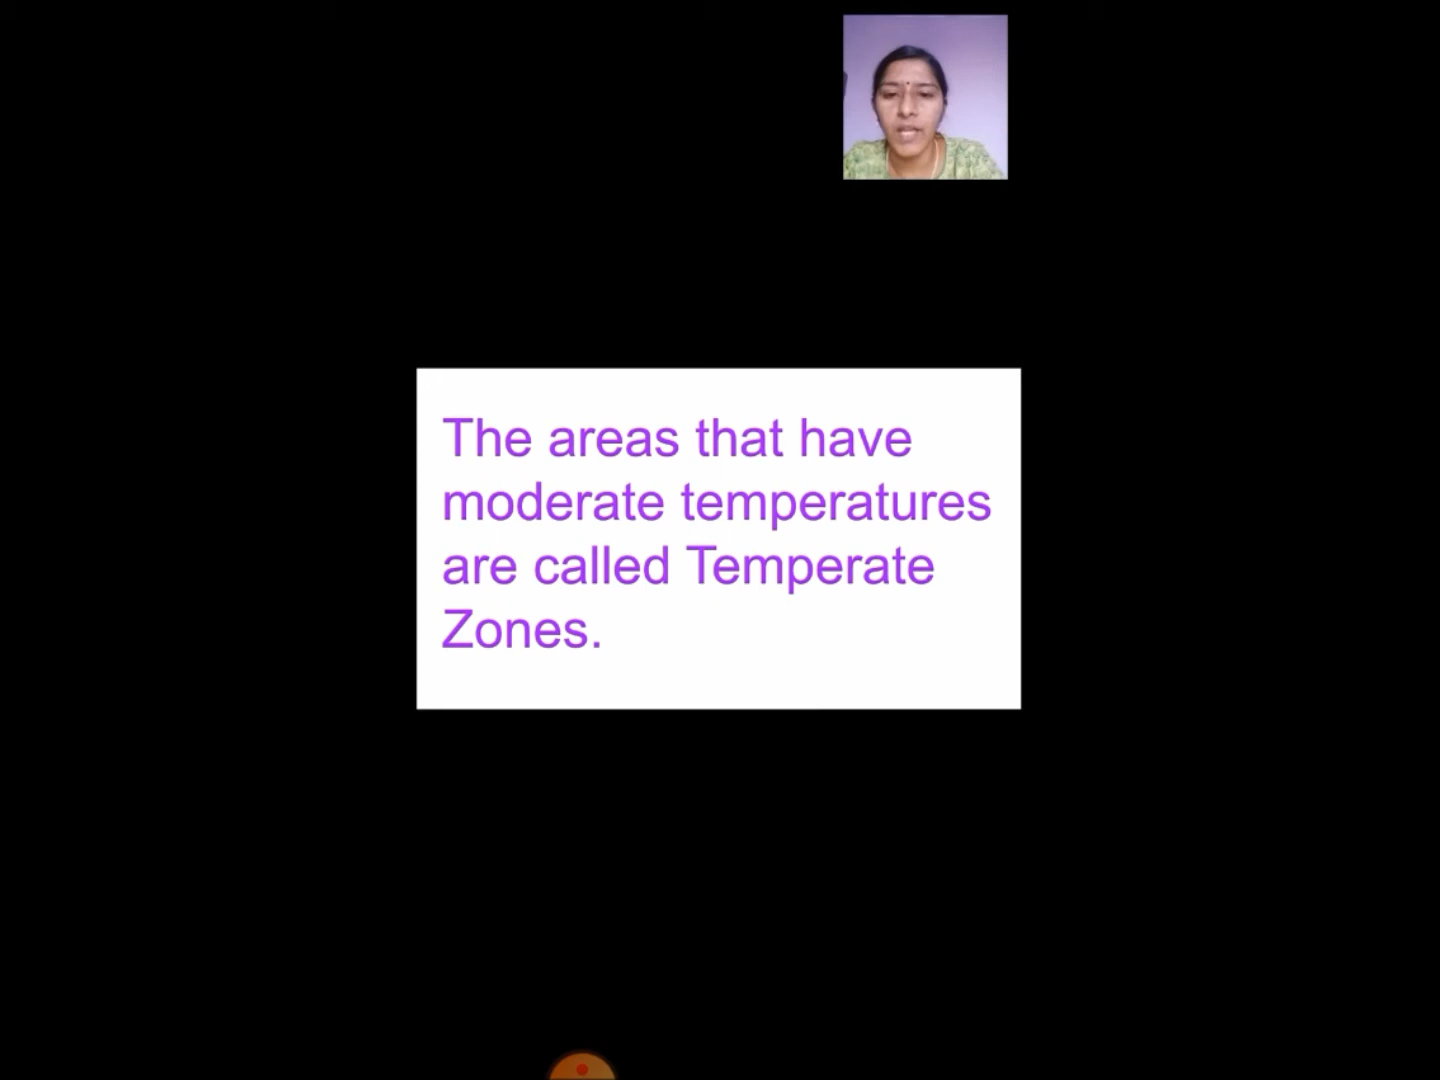 The areas that have
moderate temperatures
are called Temperate
Zones.